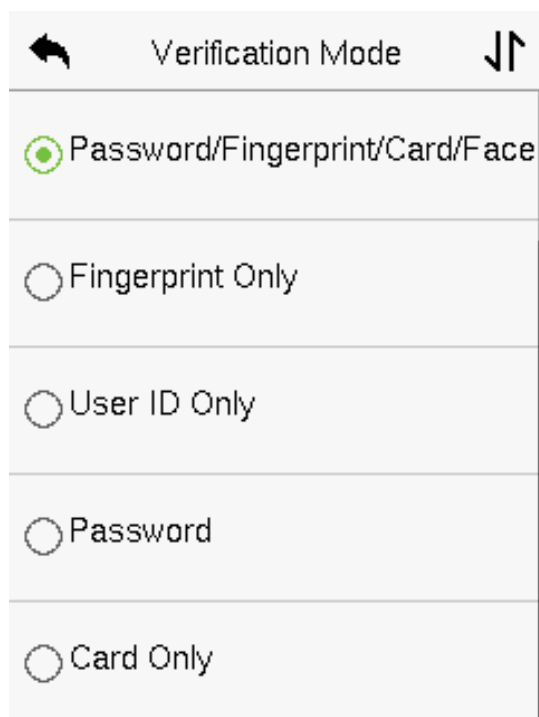 Verification Mode
Password/Fingerprint/Card/Face
Fingerprint Only
User ID Only
Password
Card Only